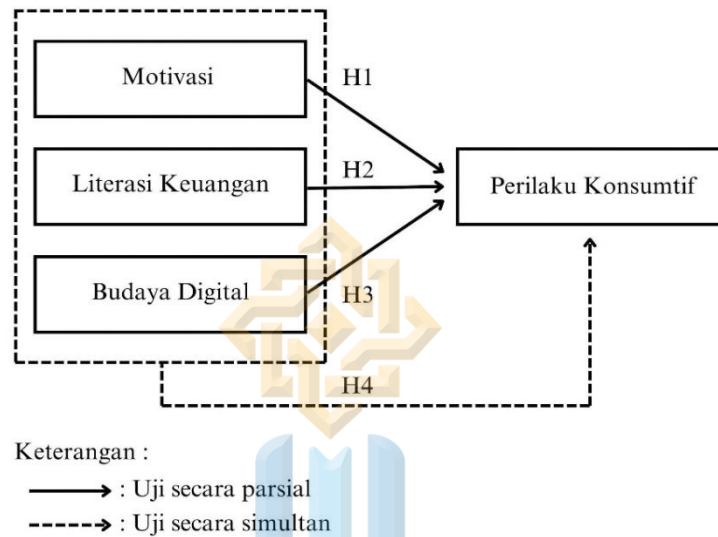 Motivasi
H1
Literasi Keuangan
H2
Perilaku Konsumtif
Budaya Digital
H3
H4
Keterangan :
: Uji secara parsial
: Uji secara simultan